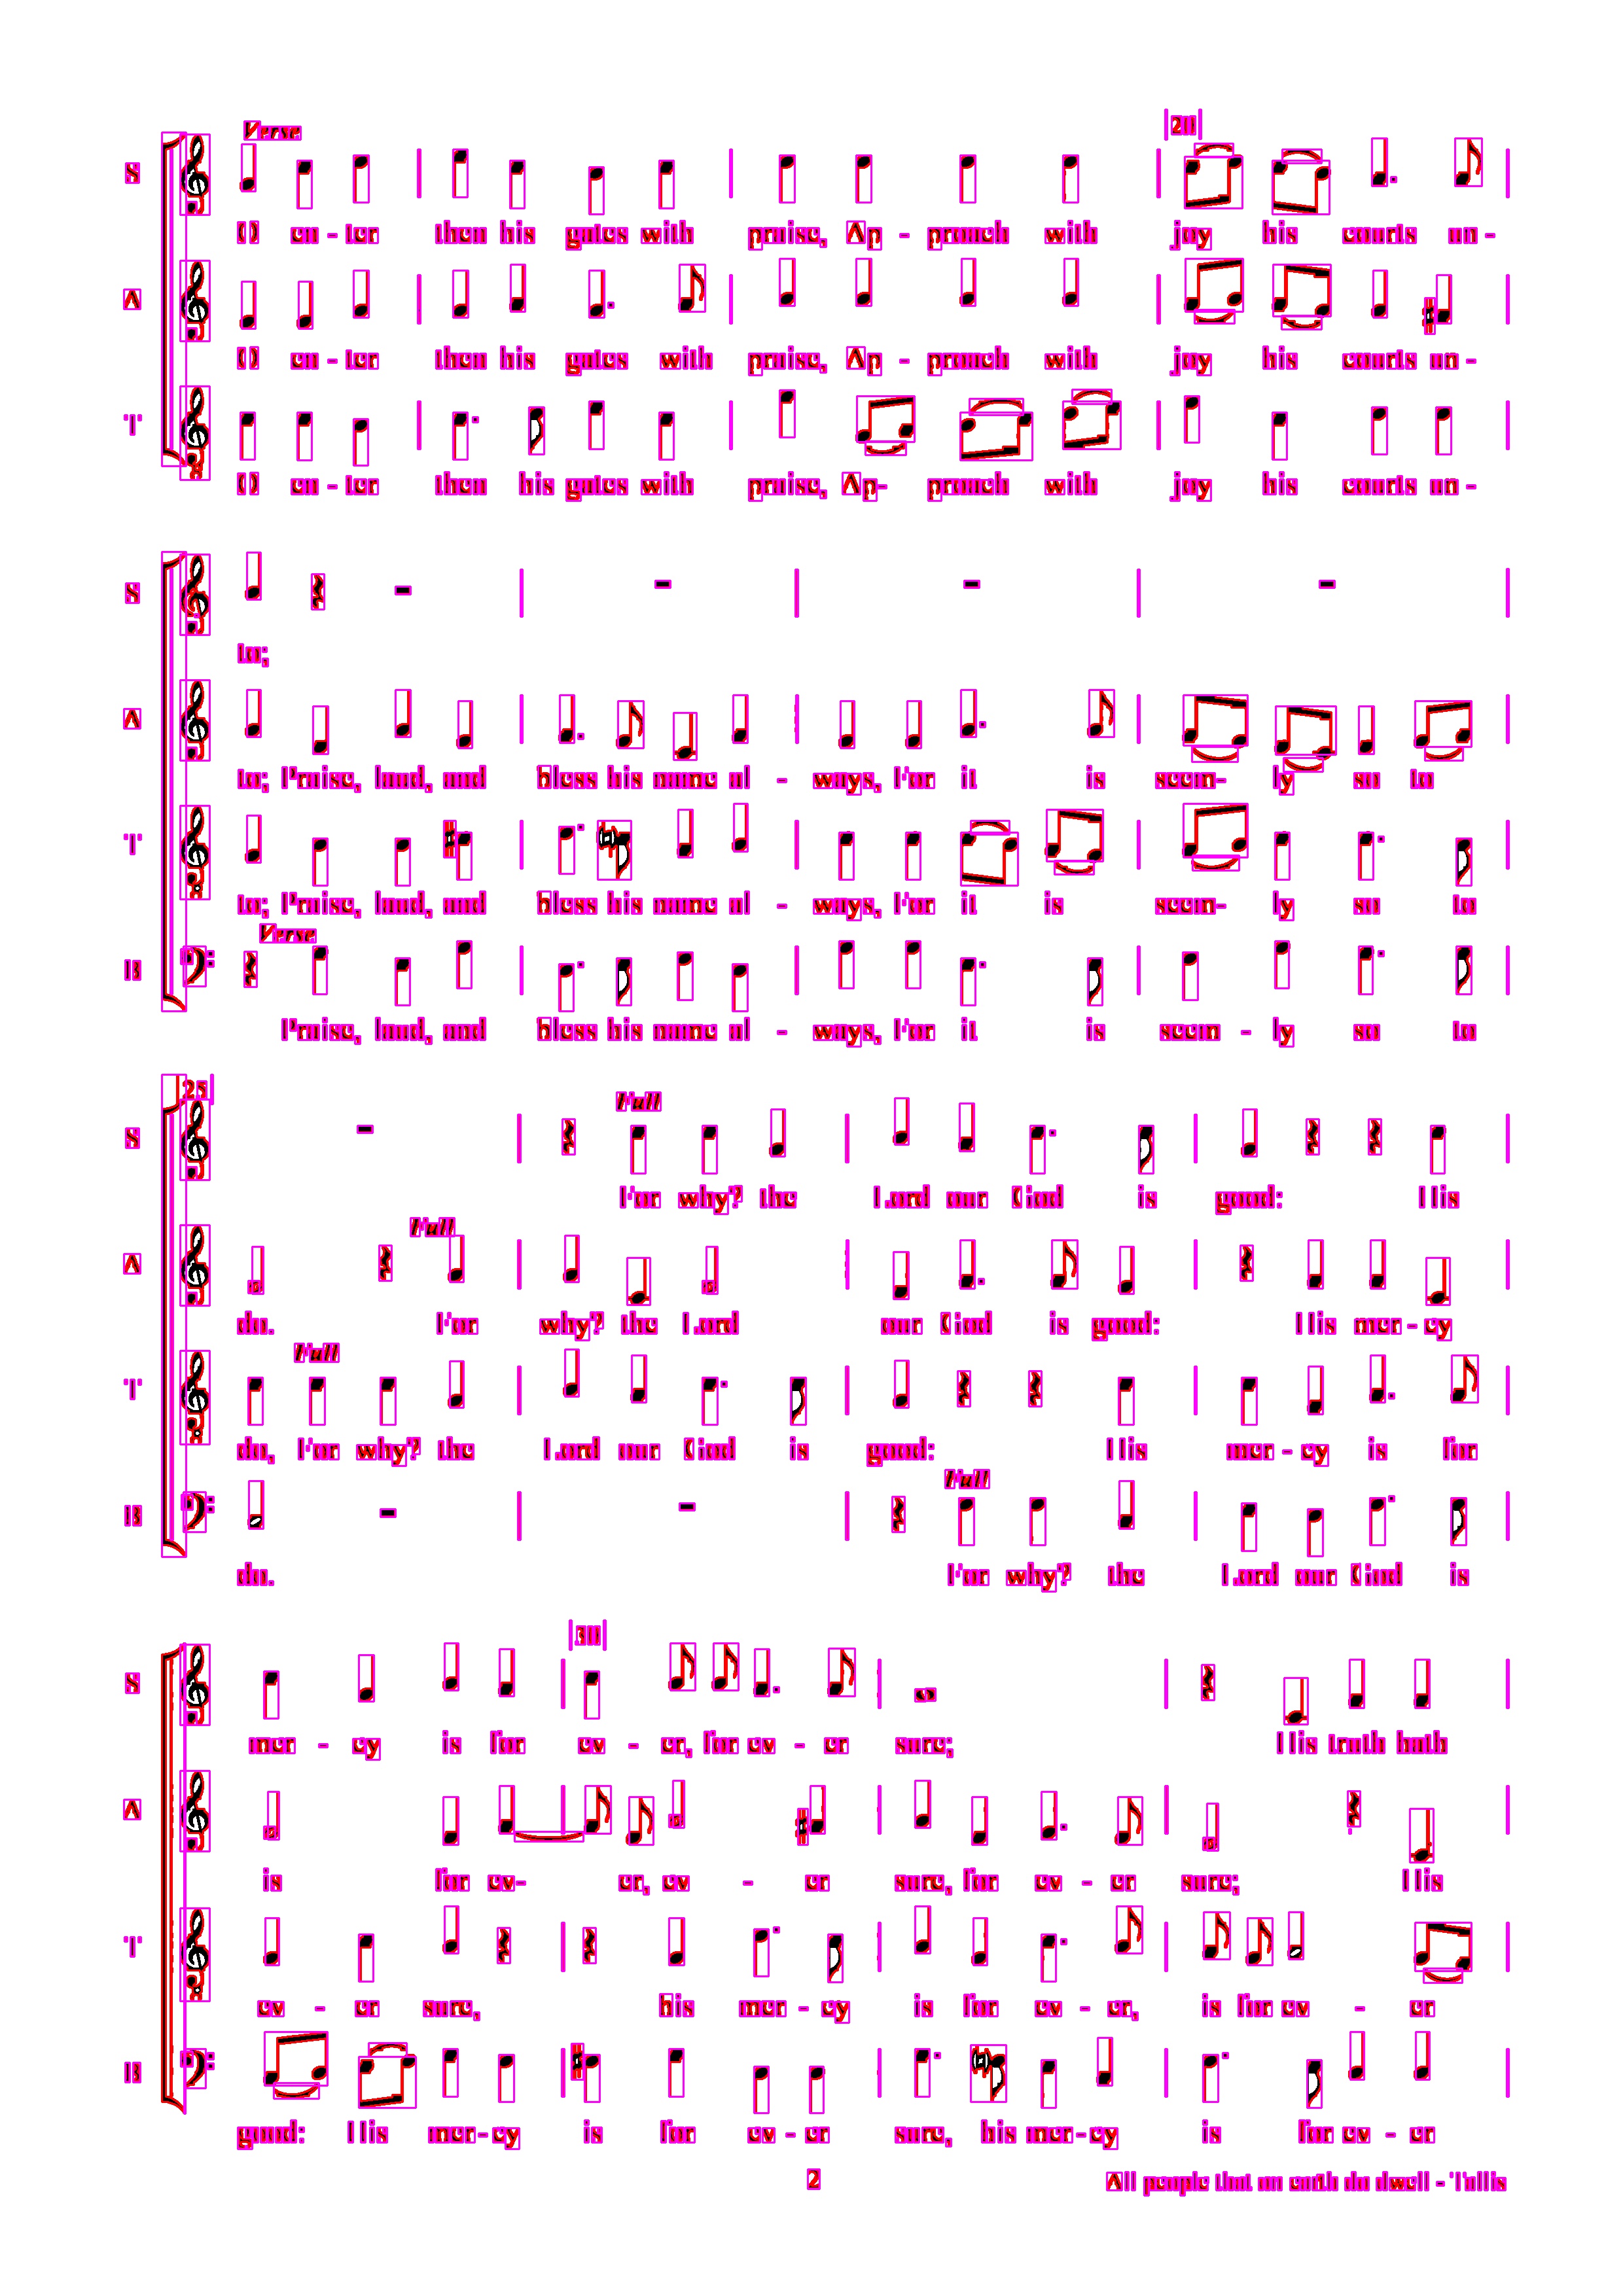 Verse
20
S
O en - ter then his gates with praise, Ap - proach with joy his courts un -
A
O en - ter then his gates with praise, Ap - proach with joy his courts un -
T
O en - ter then his gates with praise, Ap- proach with joy his courts un -
S
to;
A
to; Praise, laud, and bless his name al - ways, For it is seem- ly so to
T
to; Praise, laud, and bless his name al - ways, For it is seem- ly so to
Verse
B
Praise, laud, and bless his name al - ways, For it is seem - ly so to
25
Full
S
For why? the Lord our God is good: His
Full
A
do. For why? the Lord our God is good: His mer - cy
Full
T
do, For why? the Lord our God is good: His mer - cy is for
Full
B
do. For why? the Lord our God is
30
S
mer - cy is for ev - er, for ev - er sure; His truth hath
A
is for ev- er, ev - er sure, for ev - er sure; His
T
ev - er sure, his mer - cy is for ev - er, is for ev - er
B
good: His mer - cy is for ev - er sure, his mer - cy is for ev - er
2
All people that on earth do dwell - Tallis